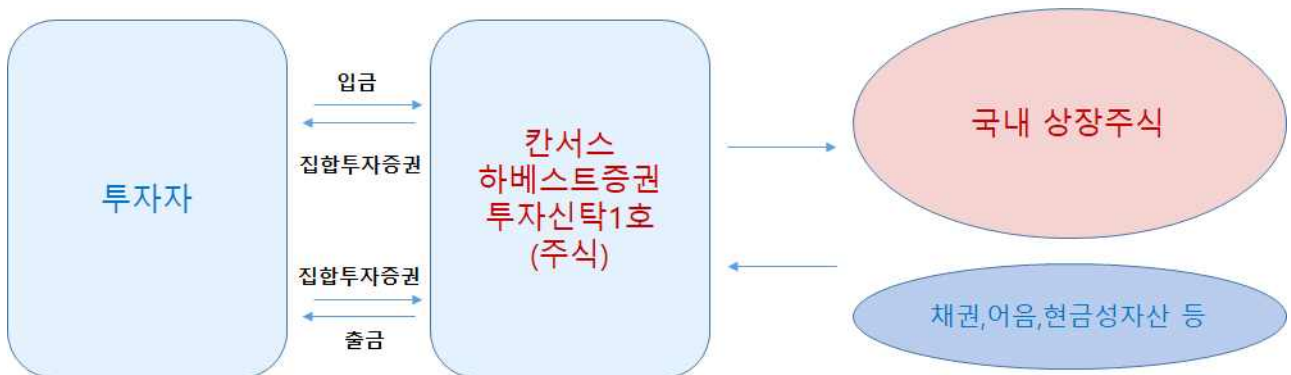 투자자
입금
집합투자증권
집합투자증권
출금
칸서스
하베스트증권
투자신탁1호
(주식)
국내 상장주식
채권,어음,현금성자산 등